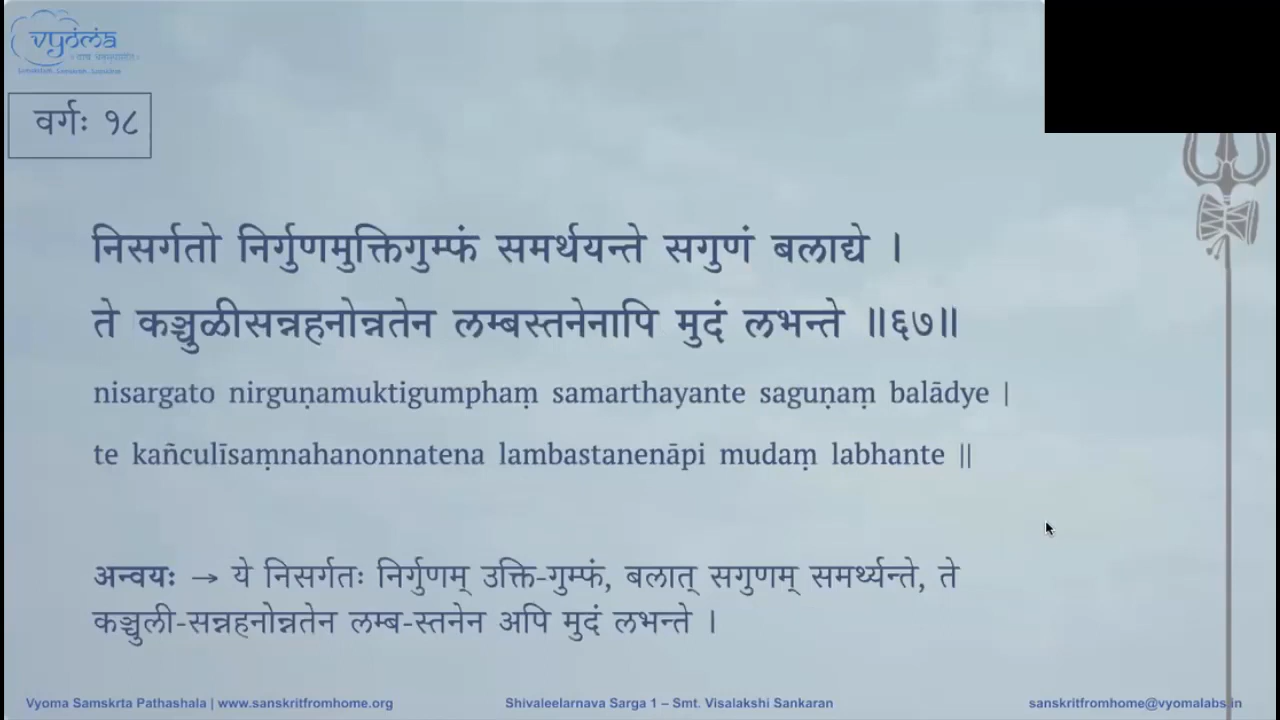 vyoma
वर्गः १८
निसर्गतो निर्गुणमुक्तिगुम्फं समर्थयन्ते सगुणं बलाद्ये ।
ते कञ्चुळीसन्नहनोन्नतेन लम्बस्तनेनापि मुदं लभन्ते ॥६७॥
nisargato nirguṇamuktigumphaṃ samarthayante saguṇaṃ balādye |
te kañculīsaṃnahanonnatena lambastanenāpi mudaṃ labhante ||
अन्वयः → ये निसर्गतः निर्गुणम् उक्ति-गुम्फं, बलात् सगुणम् समर्थ्यन्ते, ते
कञ्चुली-सन्नहनोन्नतेन लम्ब-स्तनेन अपि मुदं लभन्ते ।
Vyoma Samskrta Pathashala | www.sanskritfromhome.org
Shivaleelarnava Sarga 1 – Smt. Visalakshi Sankaran
sanskritfromhome@vyomalabs.in